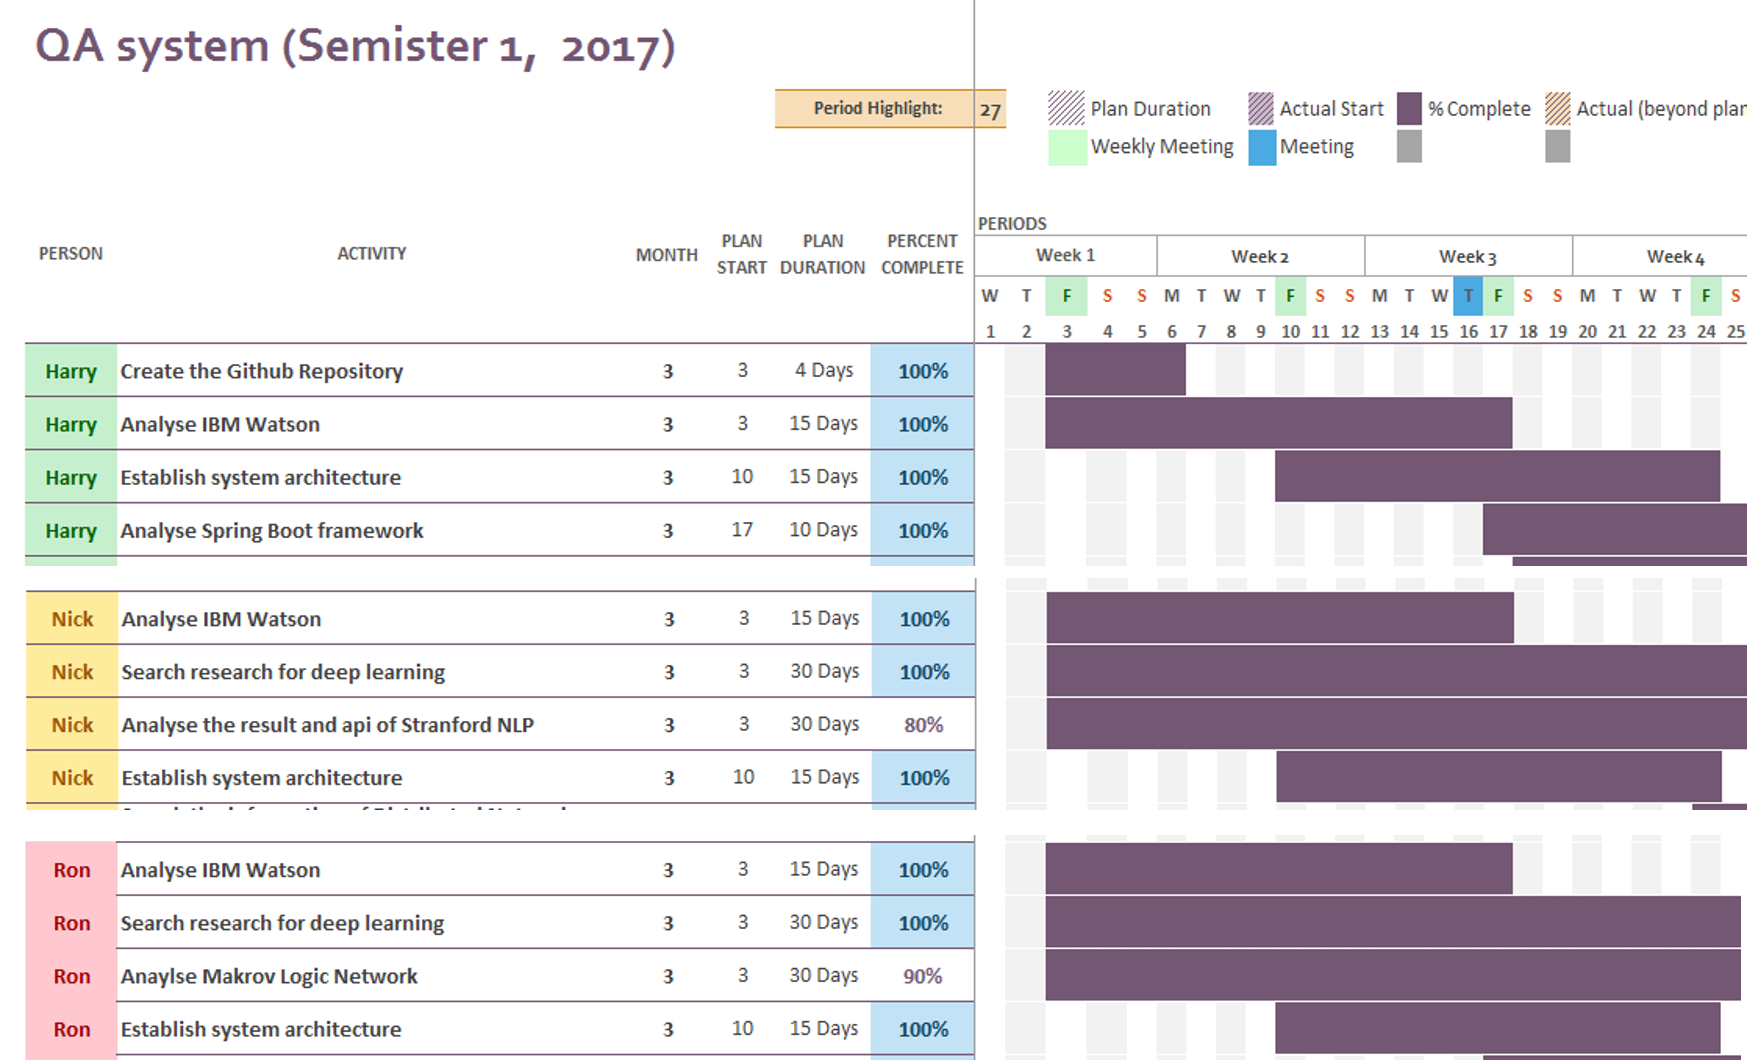 QA system (Semister 1, 2017)
Period Highlight: 27
Plan Duration Actual Start % Complete Actual (beyond plan
Weekly Meeting Meeting
PERIODS
PERSON ACTIVITY MONTH PLAN START PLAN DURATION PERCENT COMPLETE
Week 1 Week 2 Week 3 Week 4
W T F S S M T W T F S S M T W T F S S M T W T F S
1 2 3 4 5 6 7 8 9 10 11 12 13 14 15 16 17 18 19 20 21 22 23 24 25
Harry Create the Github Repository 3 3 4 Days 100%
Harry Analyse IBM Watson 3 3 15 Days 100%
Harry Establish system architecture 3 10 15 Days 100%
Harry Analyse Spring Boot framework 3 17 10 Days 100%
Nick Analyse IBM Watson 3 3 15 Days 100%
Nick Search research for deep learning 3 3 30 Days 100%
Nick Analyse the result and api of Stranford NLP 3 3 30 Days 80%
Nick Establish system architecture 3 10 15 Days 100%
Ron Analyse IBM Watson 3 3 15 Days 100%
Ron Search research for deep learning 3 3 30 Days 100%
Ron Anaylse Makrov Logic Network 3 3 30 Days 90%
Ron Establish system architecture 3 10 15 Days 100%